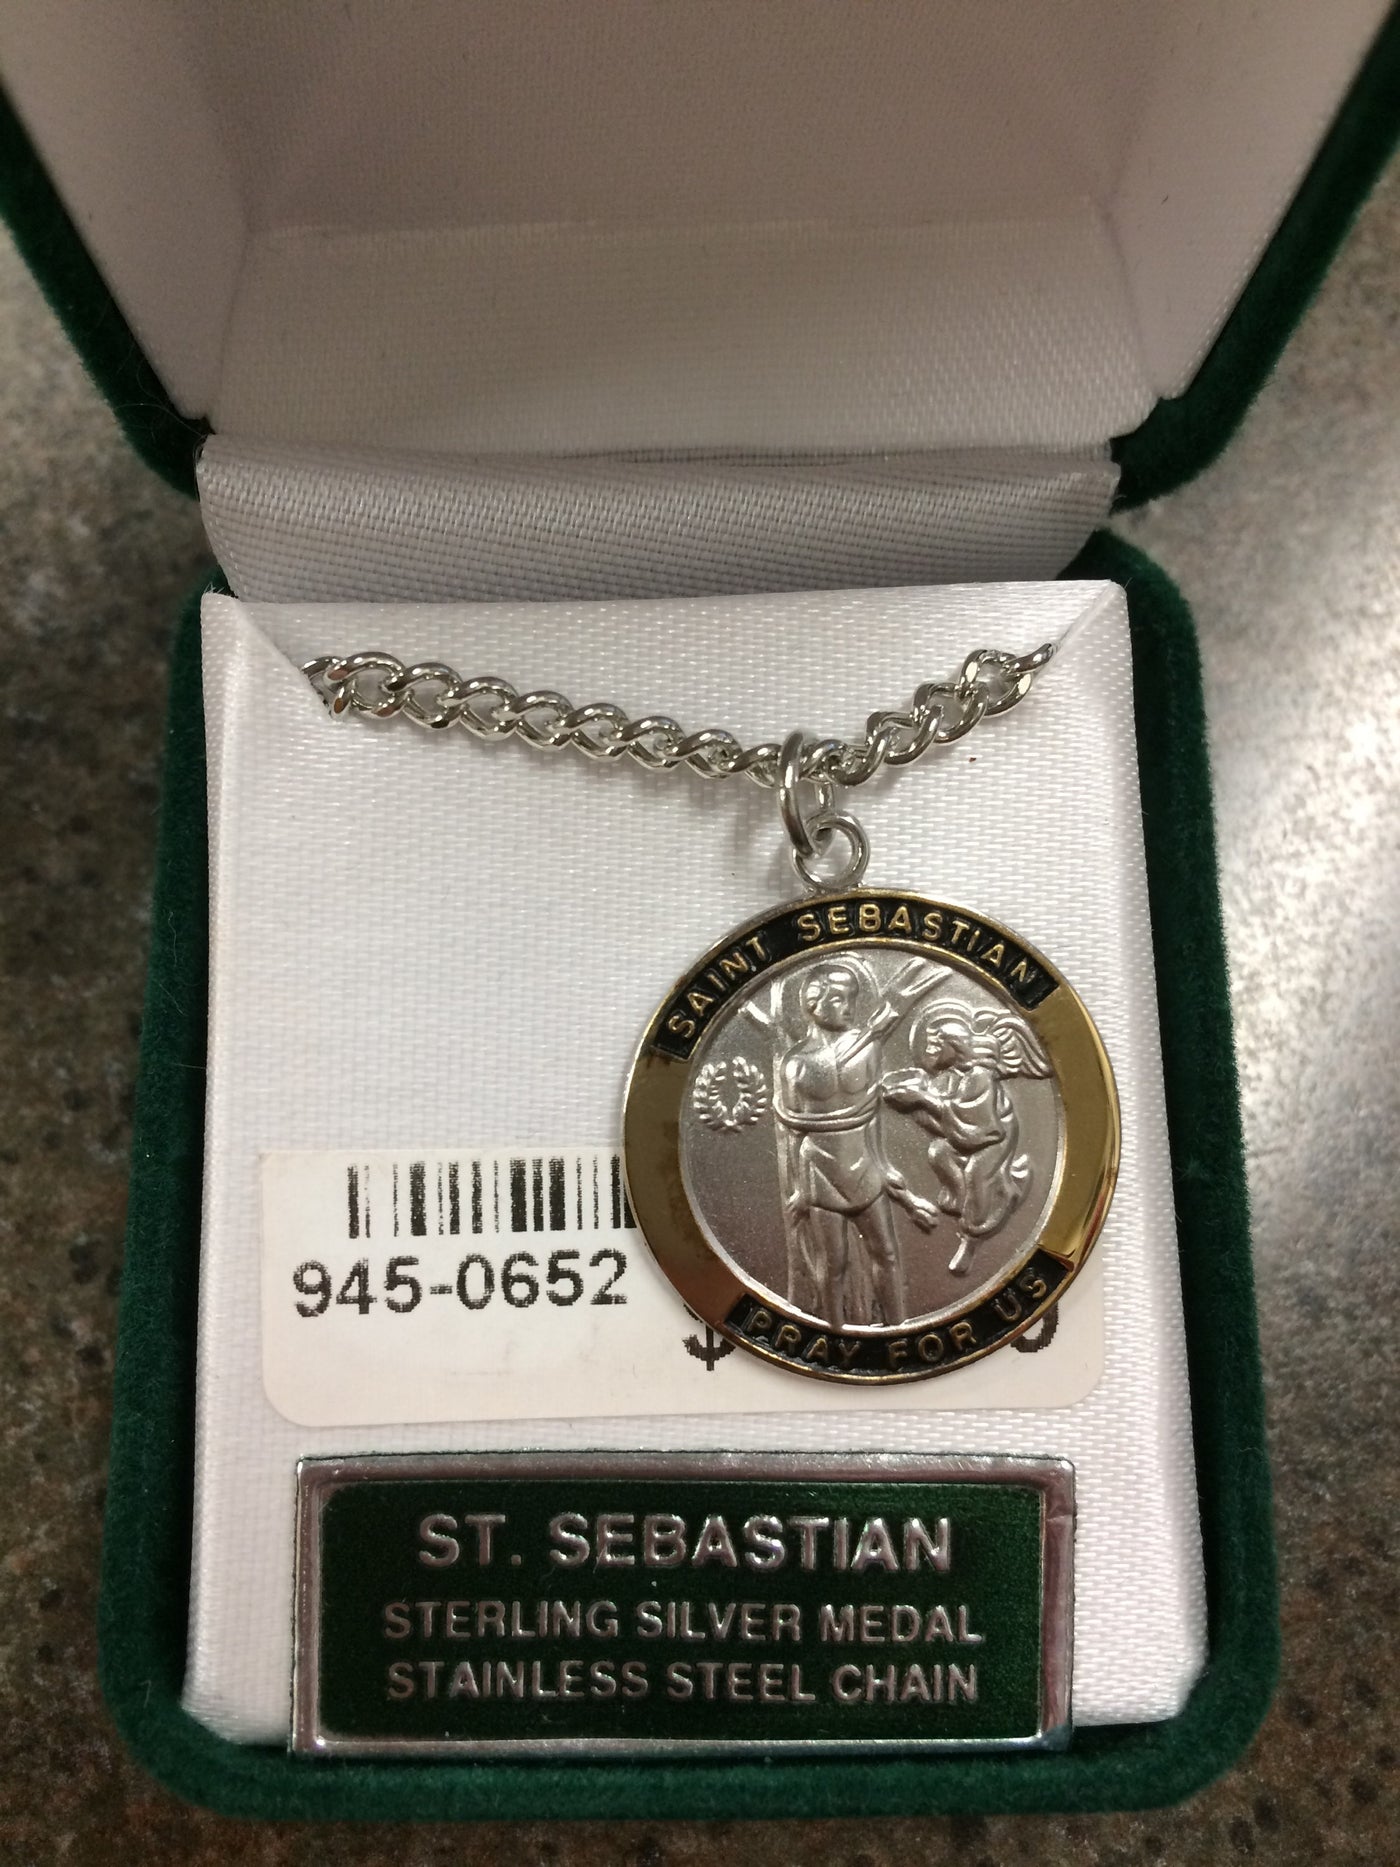 SAINT SEBASTIAN
PRAY FOR US
945-0652
$
ST. SEBASTIAN
STERLING SILVER MEDAL
STAINLESS STEEL CHAIN